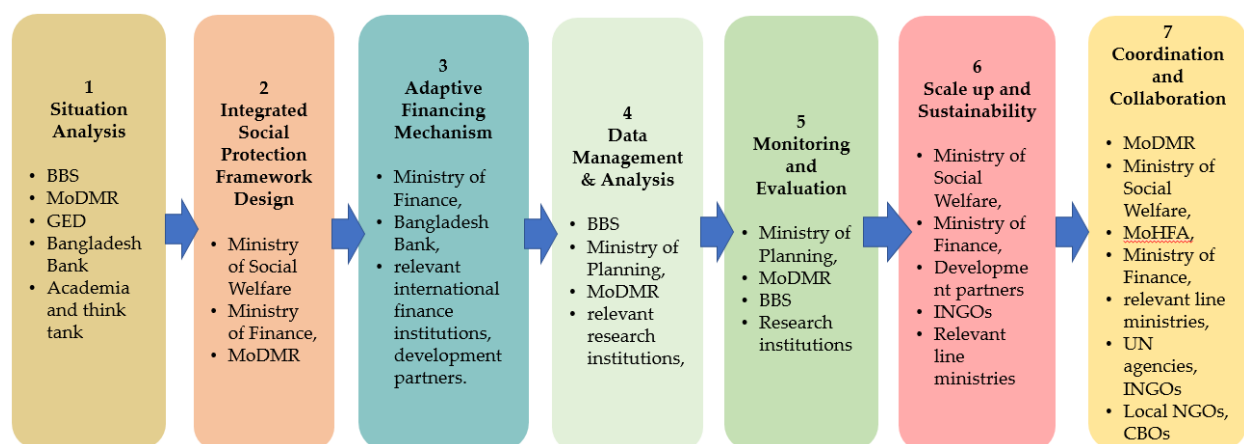 1
Situation
Analysis
• BBS
• MoDMR
• GED
• Bangladesh
Bank
• Academia
and think
tank
2
Integrated
Social
Protection
Framework
Design
• Ministry
of Social
Welfare
• Ministry
of Finance,
• MoDMR
3
Adaptive
Financing
Mechanism
• Ministry of
Finance,
• Bangladesh
Bank,
• relevant
international
finance
institutions,
development
partners.
4
Data
Management
& Analysis
• BBS
• Ministry of
Planning,
• MoDMR
• relevant
research
institutions,
5
Monitoring
and
Evaluation
• Ministry of
Planning,
• MoDMR
• BBS
• Research
institutions
6
Scale up and
Sustainability
• Ministry of
Social
Welfare,
• Ministry of
Finance,
• Developme
nt partners
• INGOs
• Relevant
line
ministries
7
Coordination
and
Collaboration
• MoDMR
• Ministry of
Social
Welfare,
• MoHFA,
• Ministry of
Finance,
• relevant line
ministries,
• UN
agencies,
INGOs
• Local NGOs,
CBOs